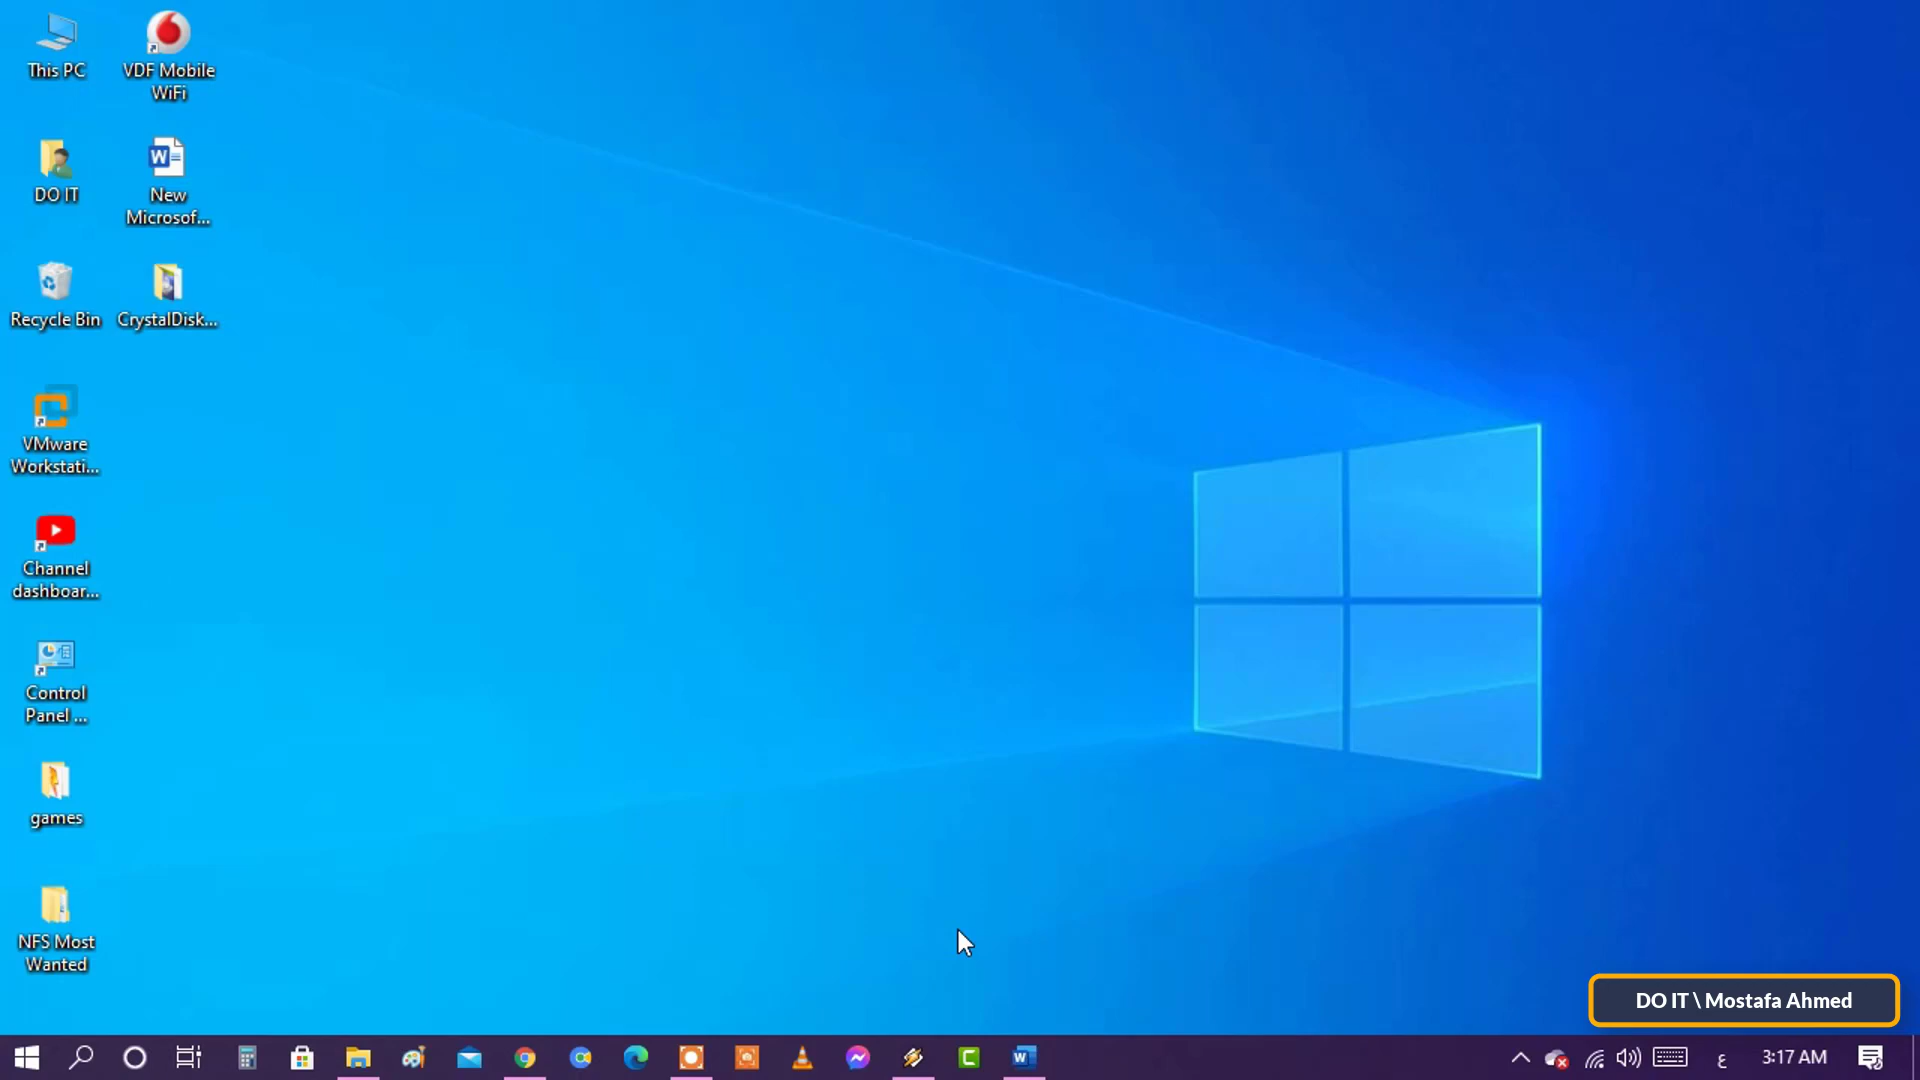 This PC
VDF Mobile
WiFi
DO IT
New
Microsof...
Recycle Bin
CrystalDisk...
VMware
Workstati...
Channel
dashboar...
Control
Panel ...
games
NFS Most
Wanted
DO IT \ Mostafa Ahmed
ع
3:17 AM